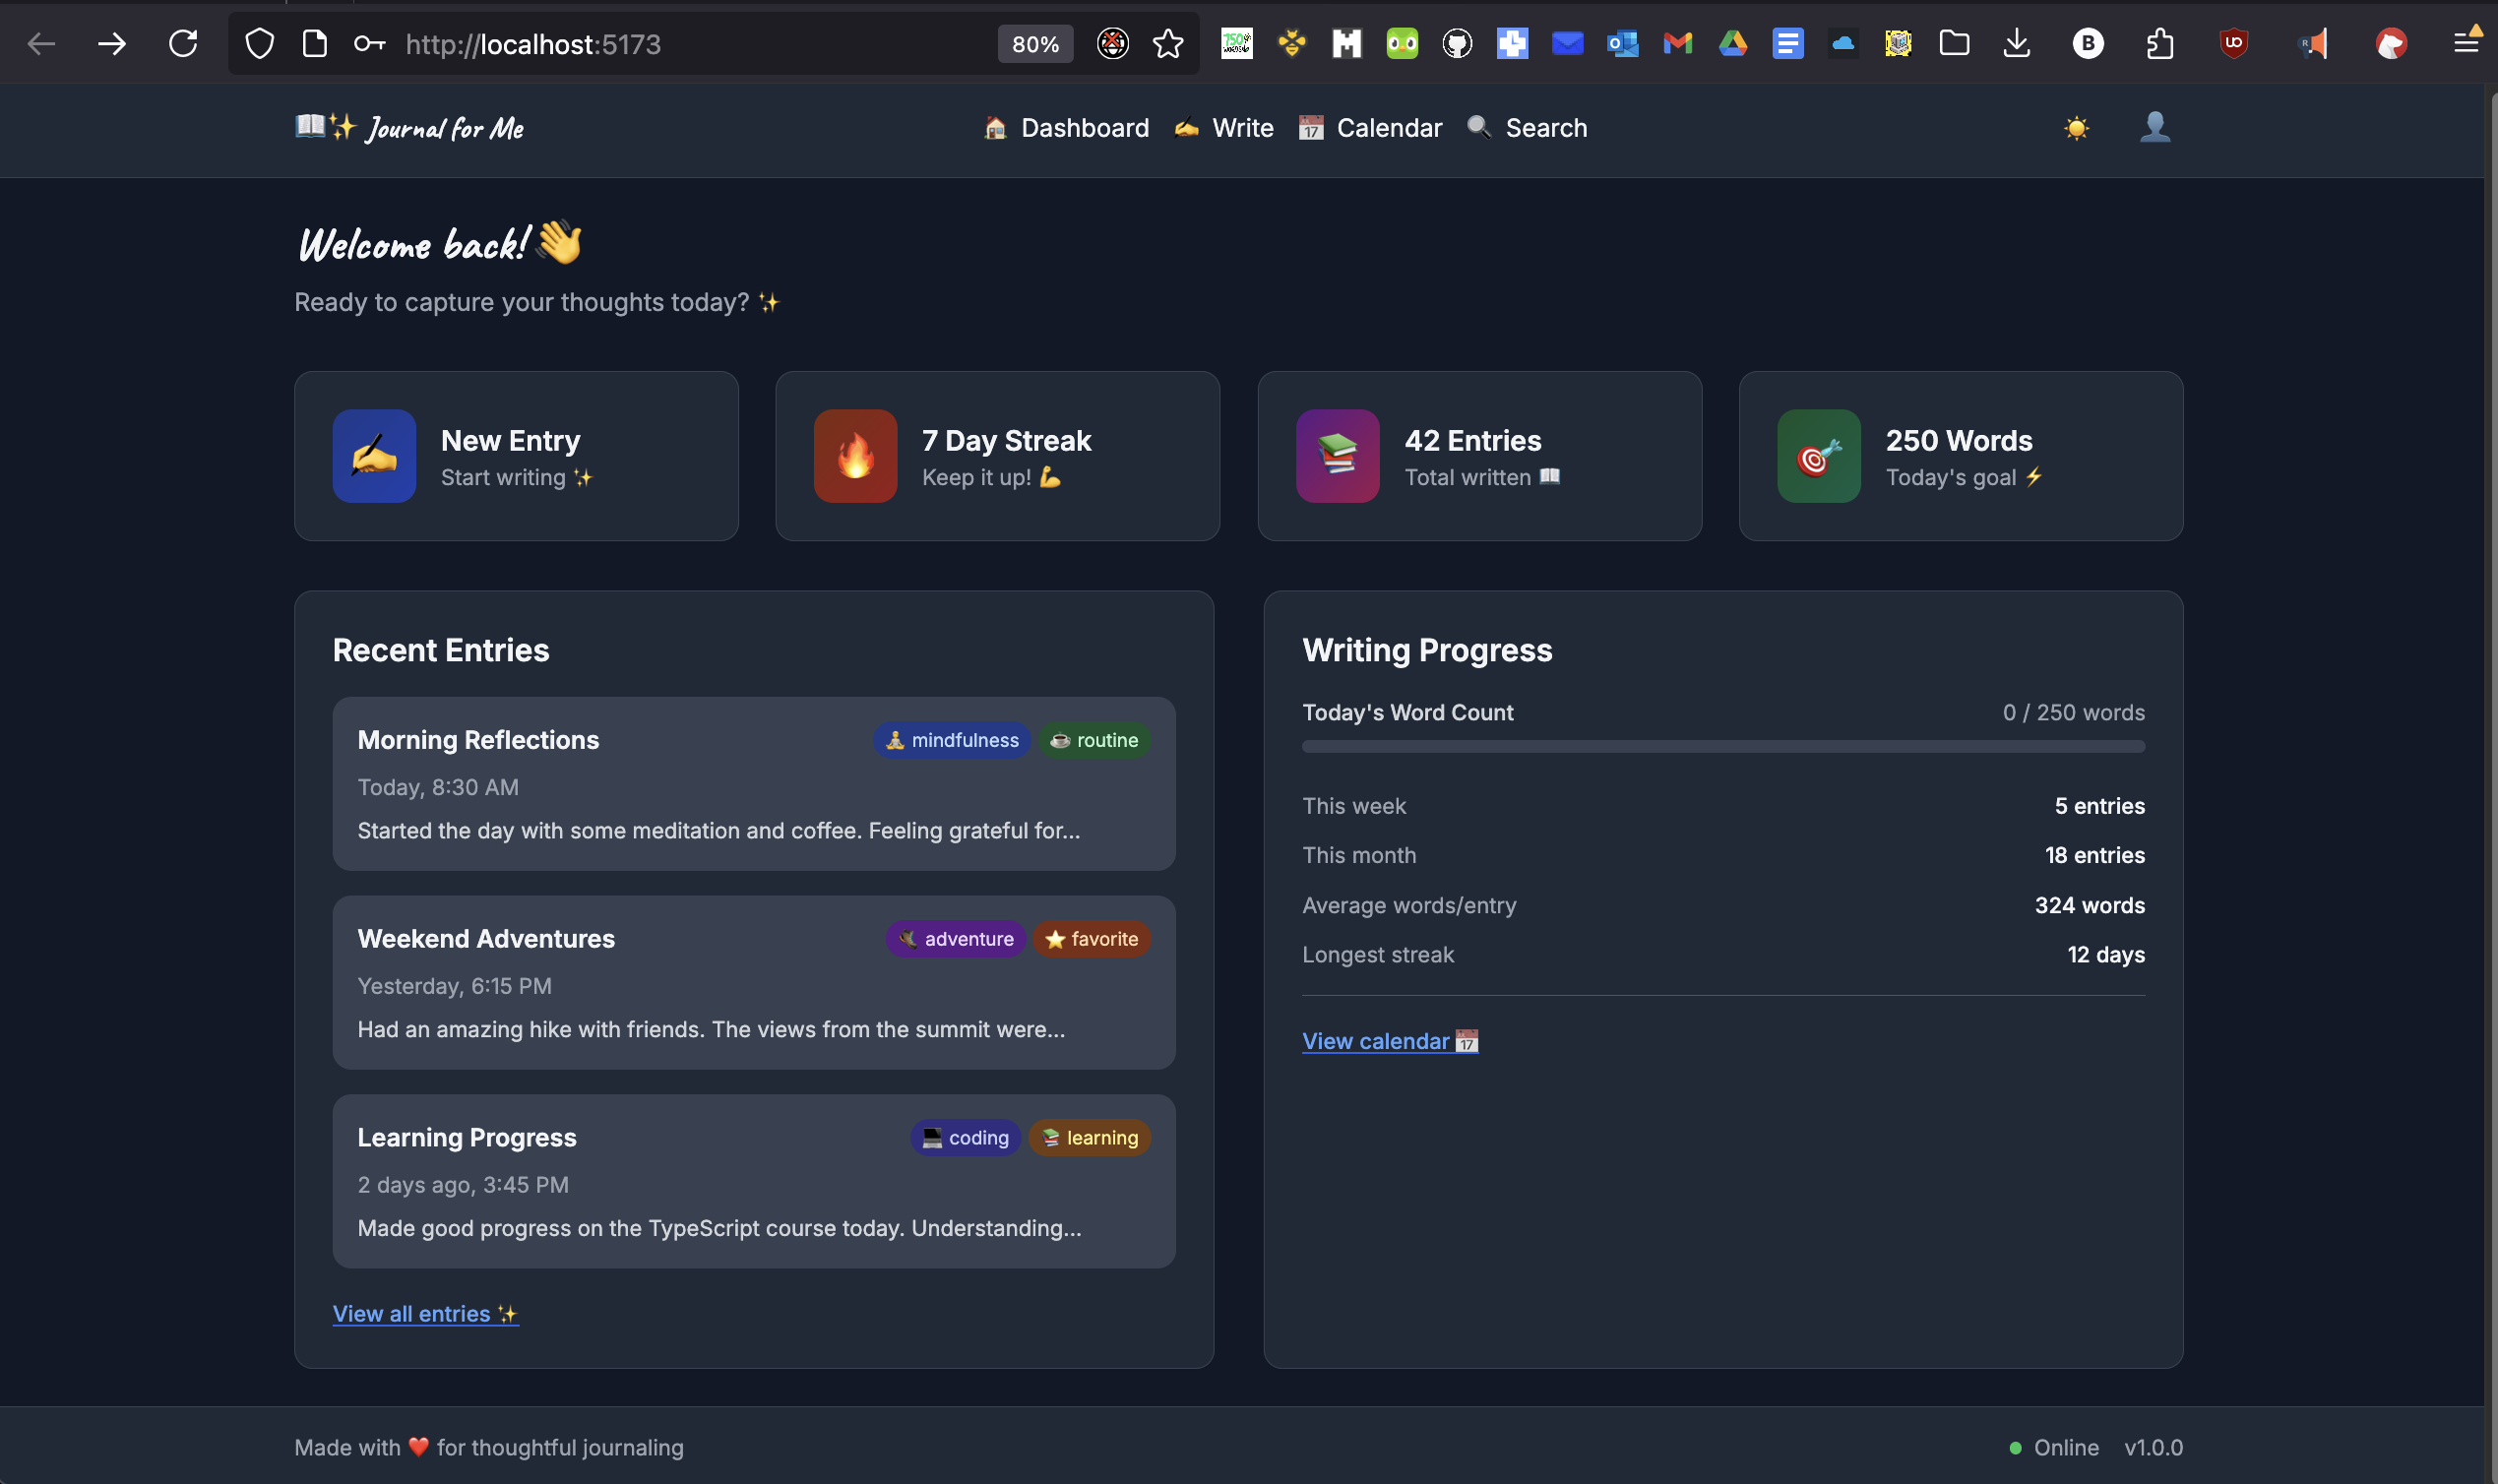 http://localhost:5173
80%
Journal for Me
Dashboard
Write
Calendar
Search
Welcome back!
Ready to capture your thoughts today?
New Entry
Start writing
7 Day Streak
Keep it up!
42 Entries
Total written
250 Words
Today's goal
Recent Entries
Morning Reflections
mindfulness
routine
Today, 8:30 AM
Started the day with some meditation and coffee. Feeling grateful for...
Weekend Adventures
adventure
favorite
Yesterday, 6:15 PM
Had an amazing hike with friends. The views from the summit were...
Learning Progress
coding
learning
2 days ago, 3:45 PM
Made good progress on the TypeScript course today. Understanding...
View all entries
Writing Progress
Today's Word Count
0 / 250 words
This week
5 entries
This month
18 entries
Average words/entry
324 words
Longest streak
12 days
View calendar
Made with ❤️ for thoughtful journaling
Online
v1.0.0